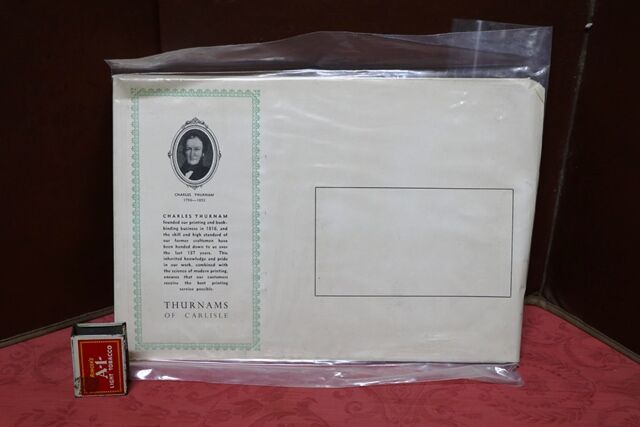 CHARLES THURNAM
CHARLES THURNAM
founded our printing and book-
binding business in 1816, and
the skill and high standard of
our former craftsmen have
been handed down to us over
the last 137 years. This
inherited knowledge and pride
in our work, combined with
the science of modern printing,
ensures that our customers
receive the best printing
service possible.
THURNAMS
OF CARLISLE
A-1-
LIGHT TOBACCO